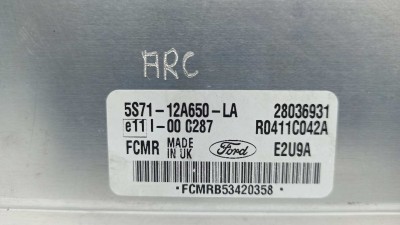 ARC
5S71-12A650-LA 28036931
e11 I-00 C287 R0411C042A
FCMR MADE IN UK Ford E2U9A
*FCMRB53420358*